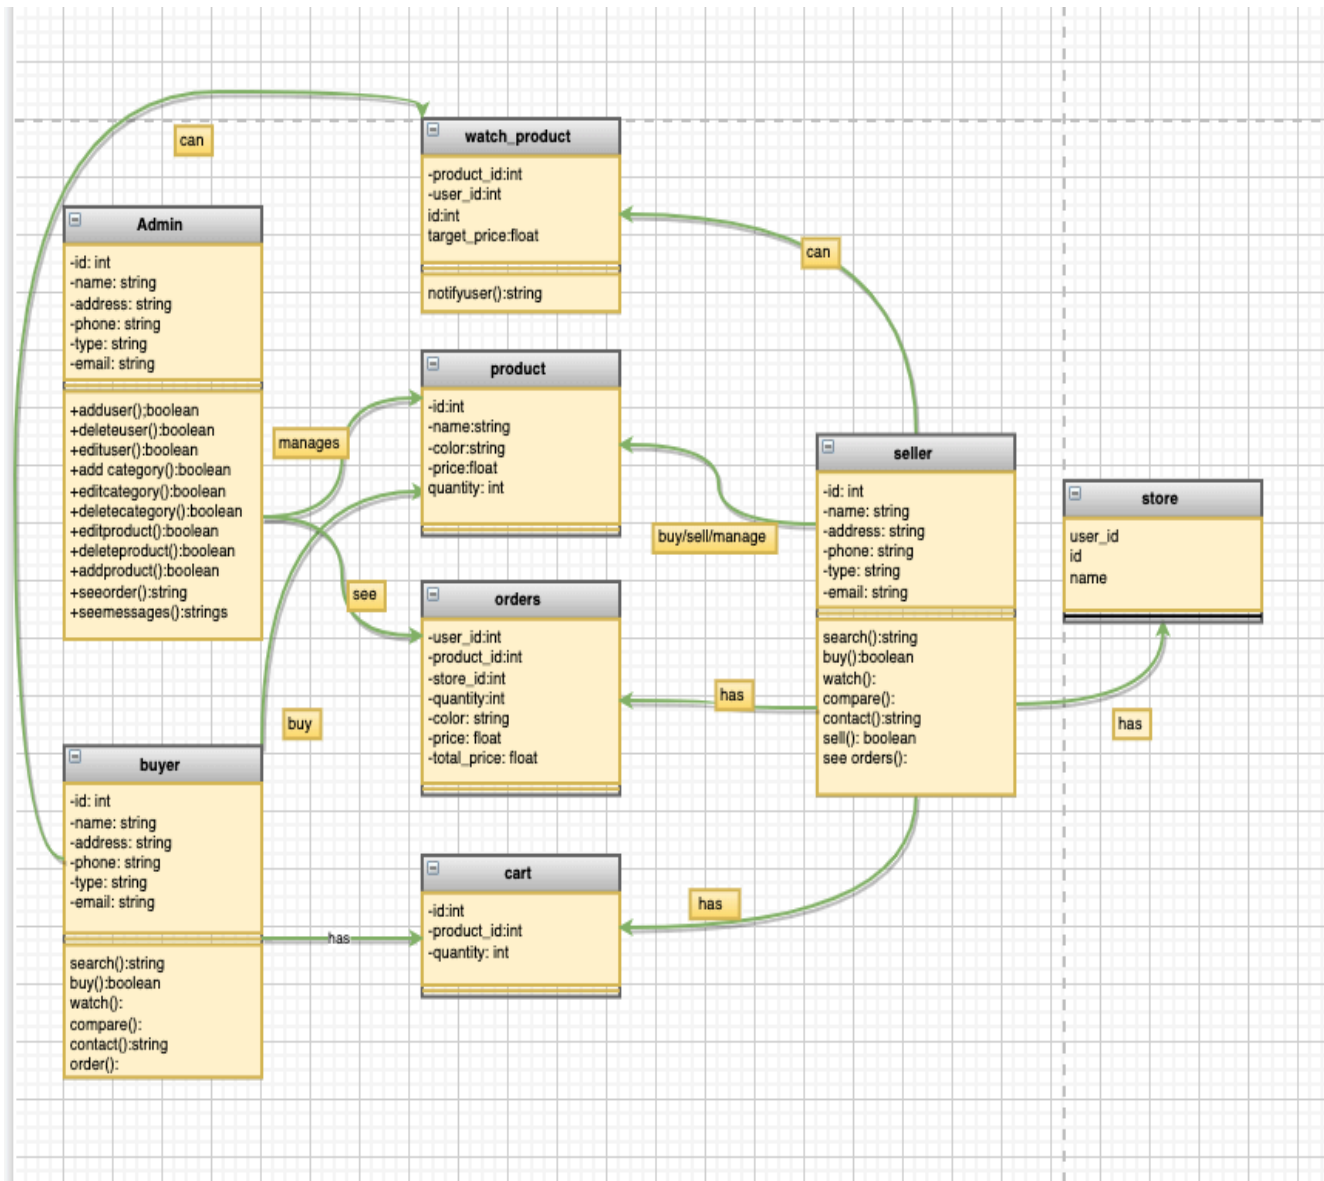 can
watch_product
-product_id:int
-user_id:int
id:int
target_price:float
notifyuser():string
can
Admin
-id: int
-name: string
-address: string
-phone: string
-type: string
-email: string
+adduser();boolean
+deleteuser():boolean
+edituser():boolean
+add category():boolean
+editcategory():boolean
+deletecategory():boolean
+editproduct():boolean
+deleteproduct():boolean
+addproduct():boolean
+seeorder():string
+seemessages():strings
manages
product
-id:int
-name:string
-color:string
-price:float
quantity: int
buy/sell/manage
seller
-id: int
-name: string
-address: string
-phone: string
-type: string
-email: string
search():string
buy():boolean
watch():
compare():
contact():string
sell(): boolean
see orders():
store
user_id
id
name
has
see
orders
-user_id:int
-product_id:int
-store_id:int
-quantity:int
-color: string
-price: float
-total_price: float
has
buy
buyer
-id: int
-name: string
-address: string
-phone: string
-type: string
-email: string
search():string
buy():boolean
watch():
compare():
contact():string
order():
has
cart
-id:int
-product_id:int
-quantity: int
has